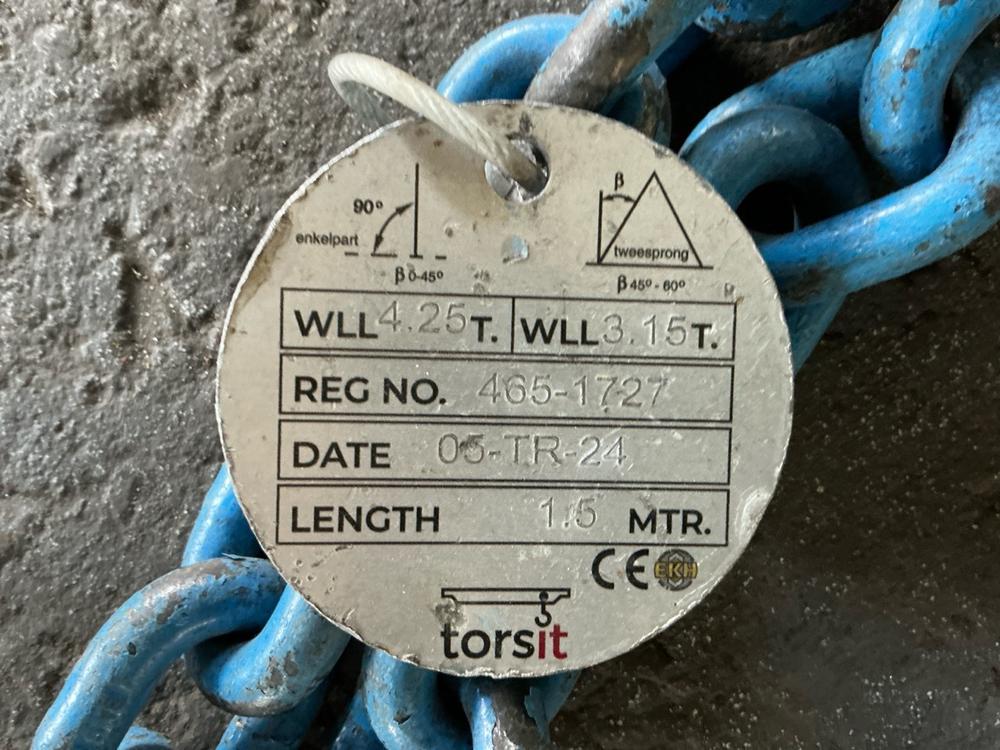 90°
enkelpart
β 0-45°
β
tweesprong
β 45° - 60°
WLL 4.25 T.
WLL 3.15 T.
REG NO. 465-1727
DATE 05-TR-24
LENGTH 1.5 MTR.
CE EKH
torsit